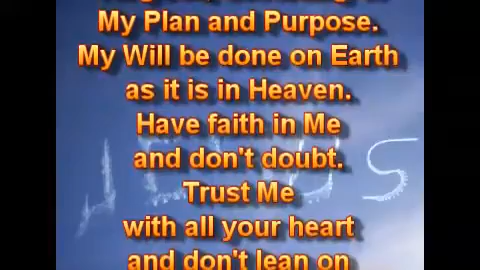 My Plan and Purpose.
My Will be done on Earth
as it is in Heaven.
Have faith in Me
and don't doubt.
Trust Me
with all your heart
and don't lean on
JESUS